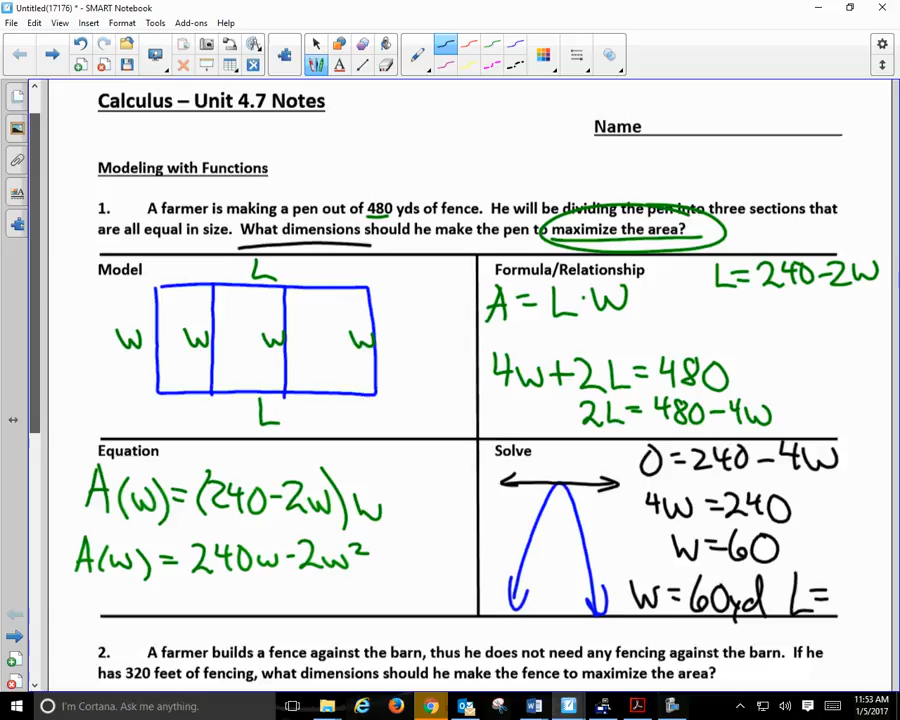 Untitled(17176) * - SMART Notebook
File Edit View Insert Format Tools Add-ons Help
Calculus – Unit 4.7 Notes
Name
Modeling with Functions
1. A farmer is making a pen out of 480 yds of fence. He will be dividing the pen into three sections that
are all equal in size. What dimensions should he make the pen to maximize the area?
Model
L
W W W W
L
Formula/Relationship
L=240-2W
A = L·W
4W+2L=480
2L=480-4W
Equation
A(w)=(240-2w)w
A(w)= 240w-2w²
Solve
0=240-4W
4W=240
W=60
W=60yd L=
2. A farmer builds a fence against the barn, thus he does not need any fencing against the barn. If he
has 320 feet of fencing, what dimensions should he make the fence to maximize the area?
I'm Cortana. Ask me anything.
11:53 AM
1/5/2017